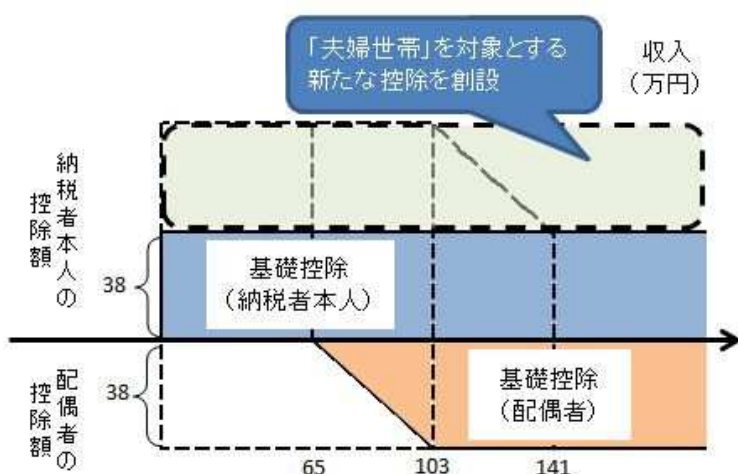 「夫婦世帯」を対象とする
新たな控除を創設
収入
(万円)
納税者本人の
控除額
38
基礎控除
(納税者本人)
配偶者の
控除額
38
基礎控除
(配偶者)
65
103
141